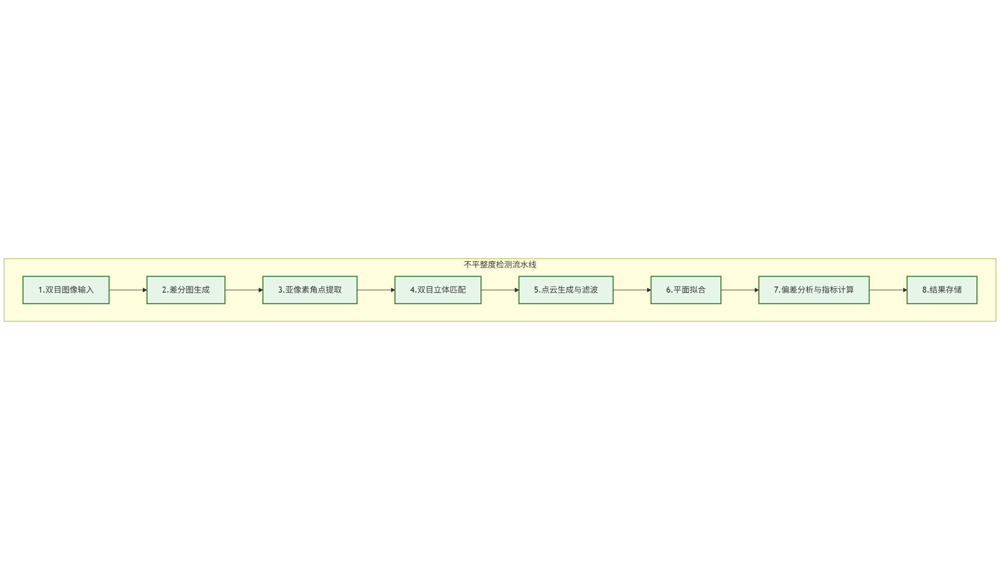 不平整度检测流水线
1.双目图像输入
2.差分图生成
3.亚像素角点提取
4.双目立体匹配
5.点云生成与滤波
6.平面拟合
7.偏差分析与指标计算
8.结果存储